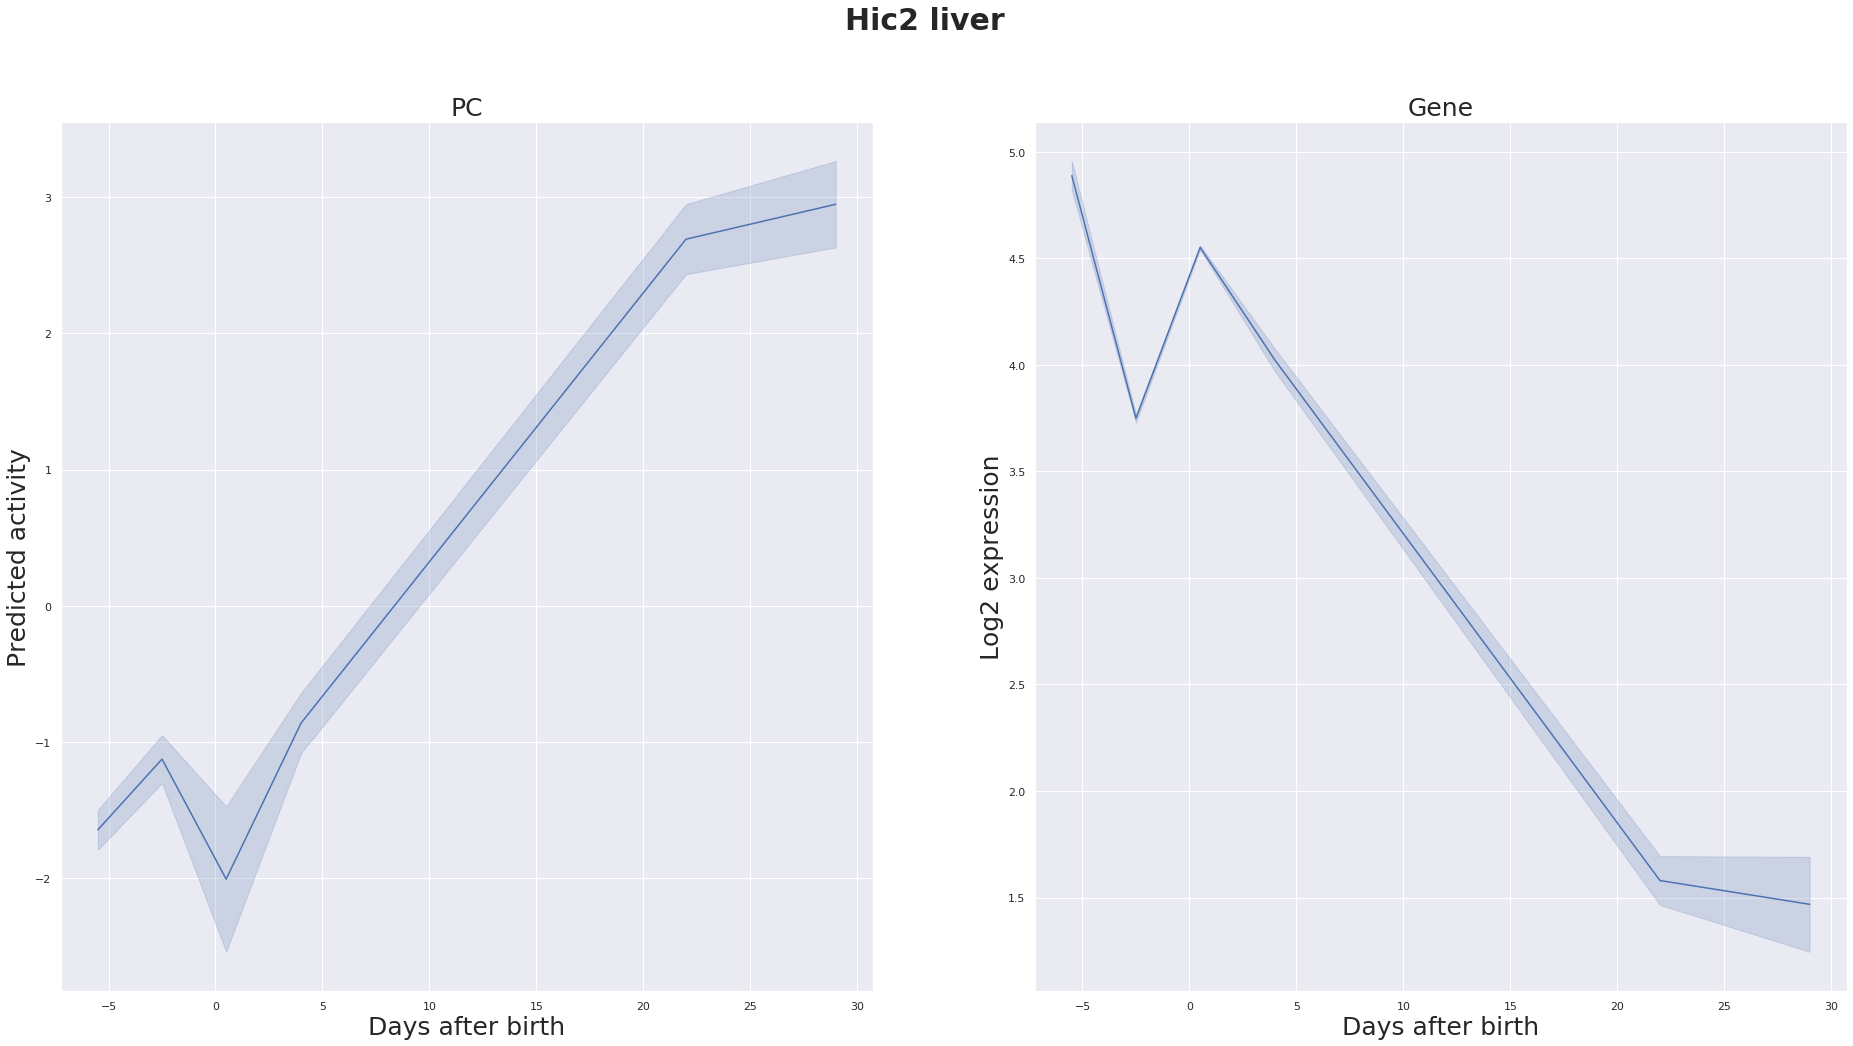 Hic2 liver
PC
Predicted activity
3
2
1
0
−1
−2
−5 0 5 10 15 20 25 30
Days after birth
Gene
Log2 expression
5.0
4.5
4.0
3.5
3.0
2.5
2.0
1.5
−5 0 5 10 15 20 25 30
Days after birth